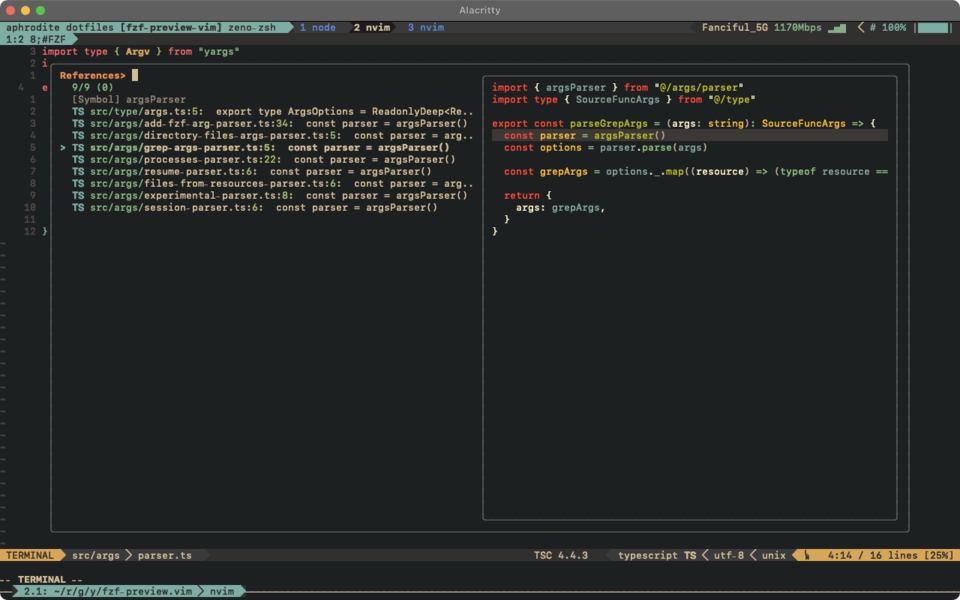 Alacritty
aphrodite dotfiles [fzf-preview-vim] zeno-zsh 1 node 2 nvim 3 nvim Fanciful_5G 1170Mbps # 100%
1:2 8;#FZF
3 import type { Argv } from "yargs"
2 i
1 References>
4 e 9/9 (0)
1 [Symbol] argsParser
2 TS src/type/args.ts:5: export type ArgsOptions = ReadonlyDeep<Re..
3 TS src/args/add-fzf-arg-parser.ts:34: const parser = argsParser()
4 TS src/args/directory-files-args-parser.ts:5: const parser = arg..
5 > TS src/args/grep-args-parser.ts:5: const parser = argsParser()
6 TS src/args/processes-parser.ts:22: const parser = argsParser()
7 TS src/args/resume-parser.ts:6: const parser = argsParser()
8 TS src/args/files-from-resources-parser.ts:6: const parser = arg..
9 TS src/args/experimental-parser.ts:8: const parser = argsParser()
10 TS src/args/session-parser.ts:6: const parser = argsParser()
11
12 }
import { argsParser } from "@/args/parser"
import type { SourceFuncArgs } from "@/type"
export const parseGrepArgs = (args: string): SourceFuncArgs => {
const parser = argsParser()
const options = parser.parse(args)
const grepArgs = options._.map((resource) => (typeof resource ==
return {
args: grepArgs,
}
}
TERMINAL src/args parser.ts TSC 4.4.3 typescript TS utf-8 unix 4:14 / 16 lines [25%]
-- TERMINAL --
2.1: ~/r/g/y/fzf-preview.vim nvim